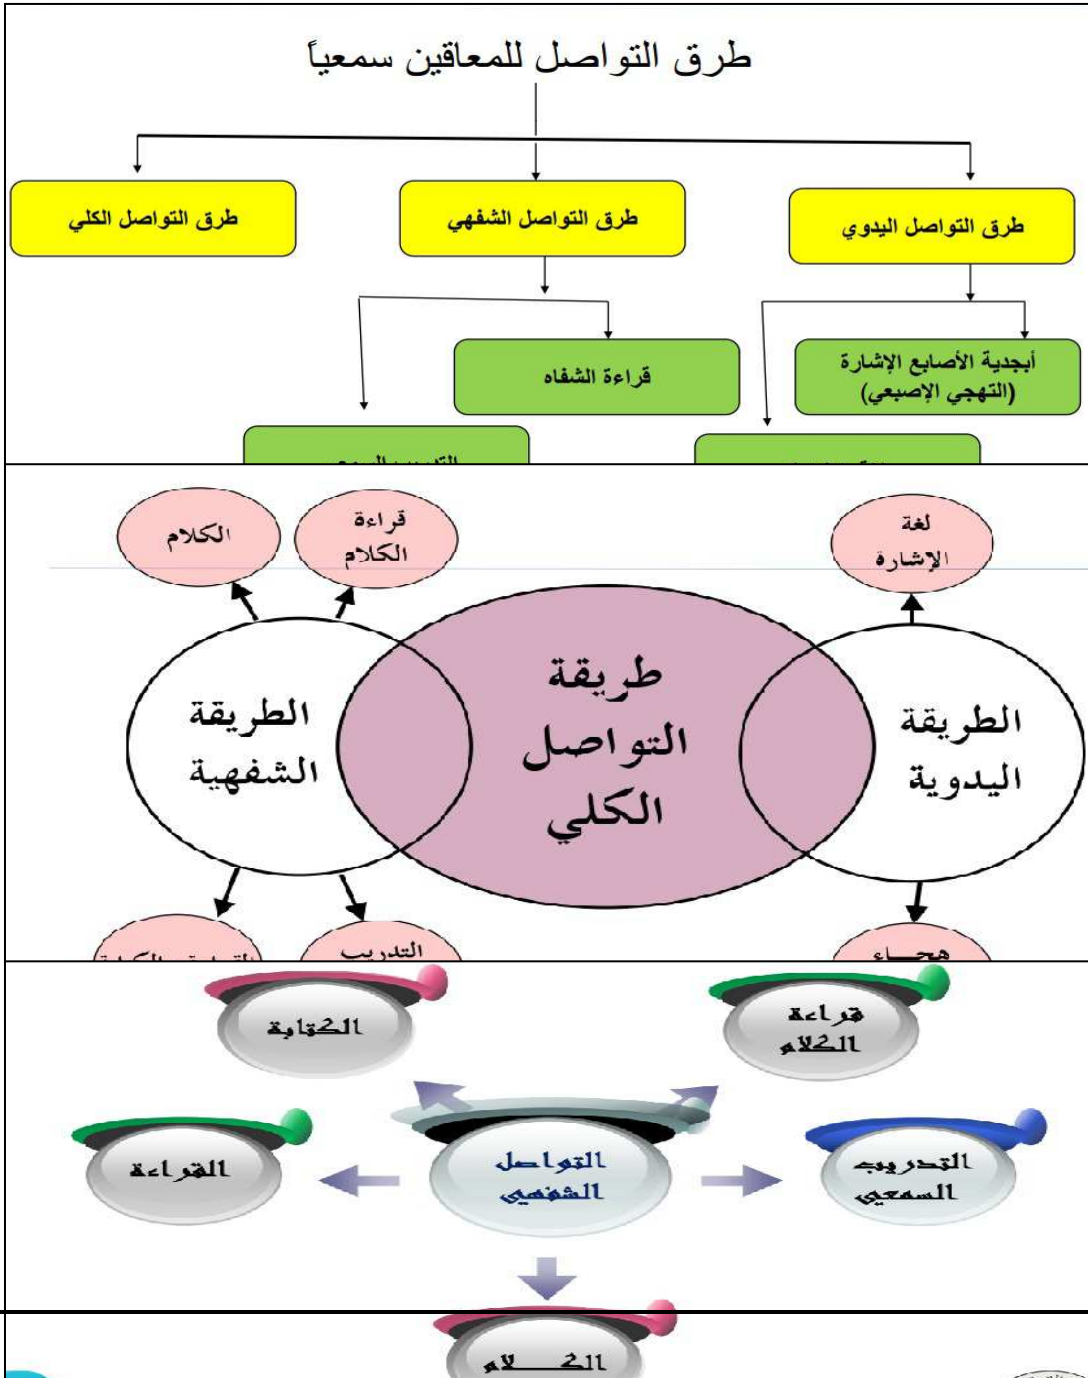 طرق التواصل للمعاقين سمعياً
طرق التواصل اليدوي
طرق التواصل الشفهي
طرق التواصل الكلي
أبجدية الأصابع الإشارة
(التهجي الإصبعي)
قراءة الشفاه
لغة
الإشارة
قراءة
الكلام
الكلام
طريقة
التواصل
الكلي
الطريقة
اليدوية
الطريقة
الشفهية
هجـــاء
التدريب
قراءة
الكلام
الكتابة
التدريب
السمعي
التواصل
الشفهي
القراءة
الكـــــلام